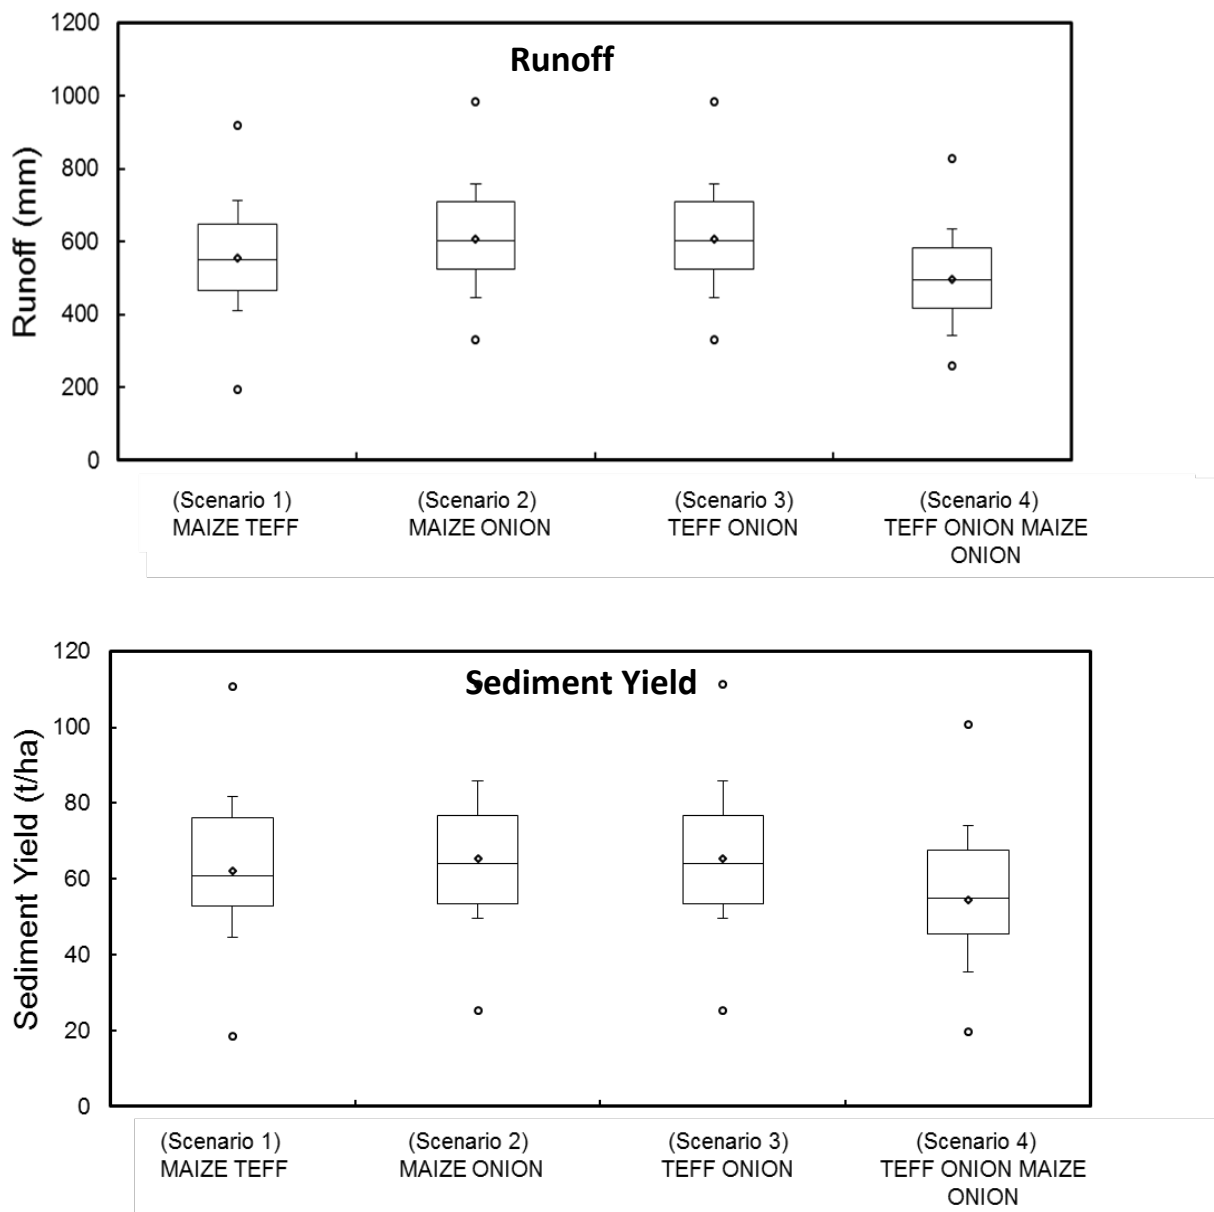 Runoff
Runoff (mm)
1200
1000
800
600
400
200
0
(Scenario 1)
MAIZE TEFF
(Scenario 2)
MAIZE ONION
(Scenario 3)
TEFF ONION
(Scenario 4)
TEFF ONION MAIZE
ONION
Sediment Yield
Sediment Yield (t/ha)
120
100
80
60
40
20
0
(Scenario 1)
MAIZE TEFF
(Scenario 2)
MAIZE ONION
(Scenario 3)
TEFF ONION
(Scenario 4)
TEFF ONION MAIZE
ONION